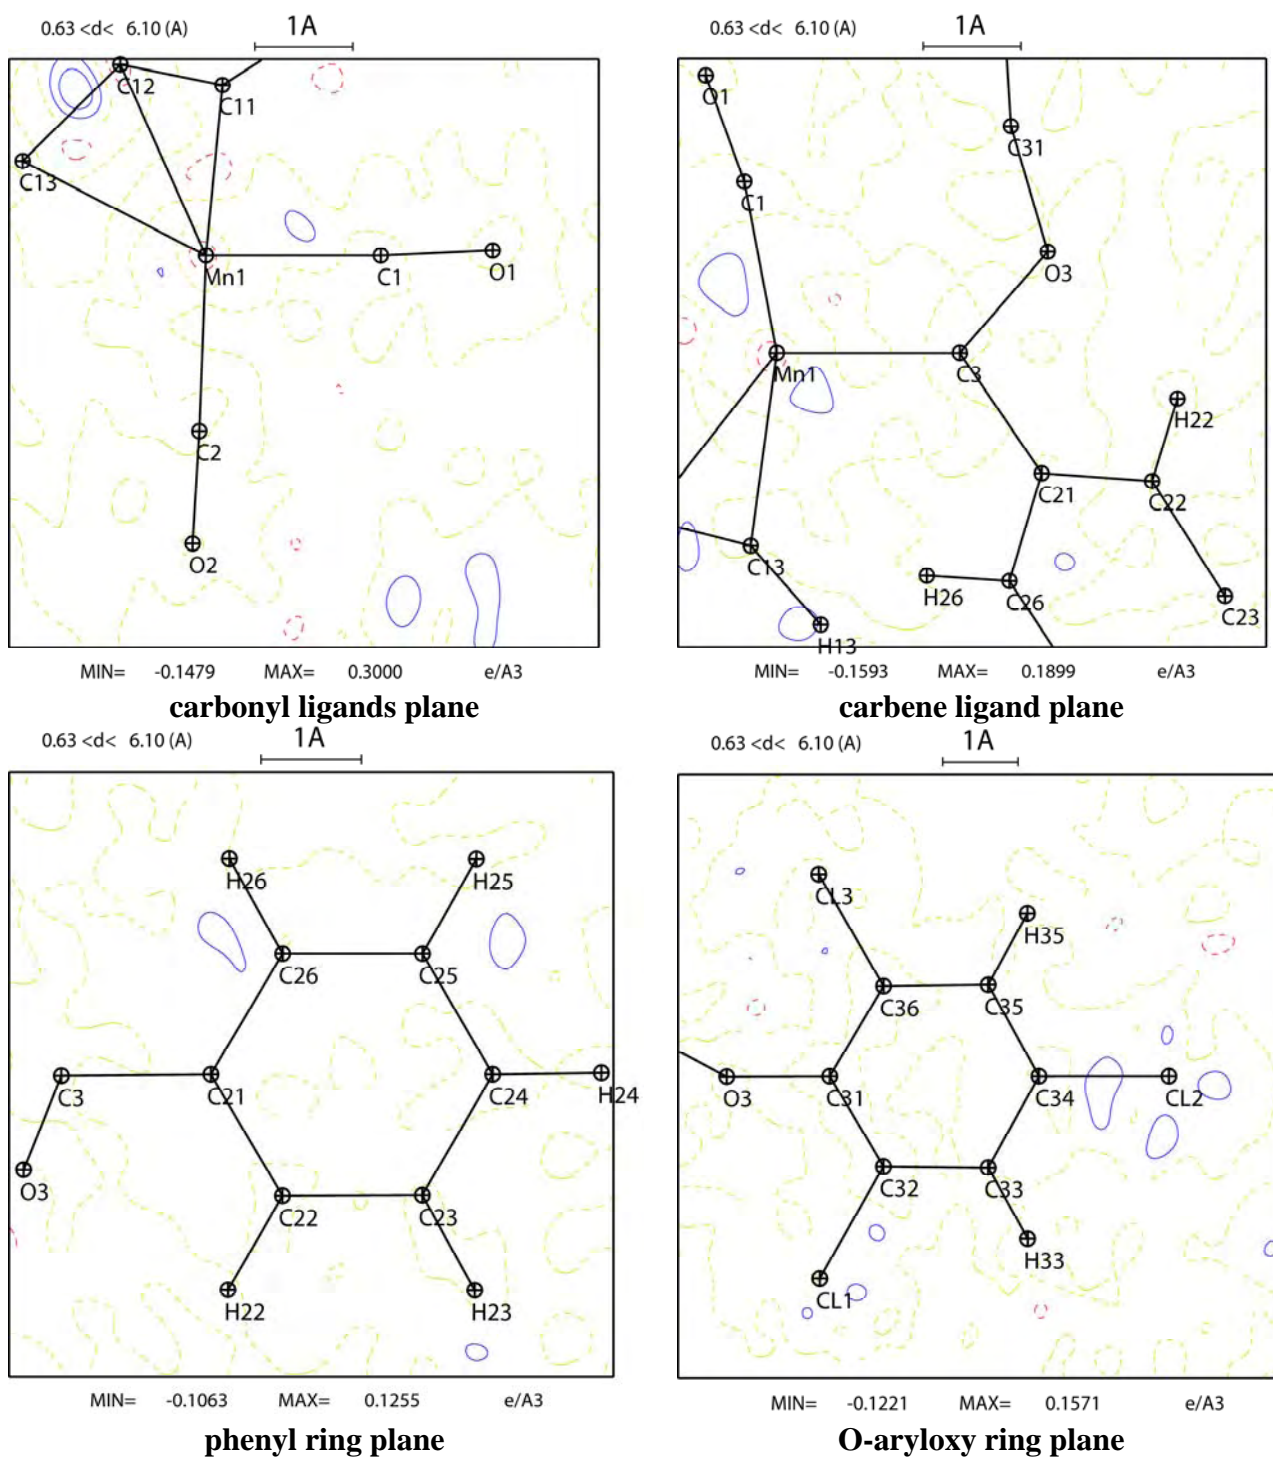 0.63 <d< 6.10 (A) 1A
C12
C11
C13
Mn1
C1
O1
C2
O2
MIN= -0.1479 MAX= 0.3000 e/A3
carbonyl ligands plane
0.63 <d< 6.10 (A) 1A
O1
C31
C1
O3
Mn1
C3
H22
C21
C22
C13
H26
C26
C23
H13
MIN= -0.1593 MAX= 0.1899 e/A3
carbene ligand plane
0.63 <d< 6.10 (A) 1A
H26
H25
C26
C25
C3
C21
C24
H24
O3
C22
C23
H22
H23
MIN= -0.1063 MAX= 0.1255 e/A3
phenyl ring plane
0.63 <d< 6.10 (A) 1A
CL3
H35
C36
C35
O3
C31
C34
CL2
C32
C33
H33
CL1
MIN= -0.1221 MAX= 0.1571 e/A3
O-aryloxy ring plane